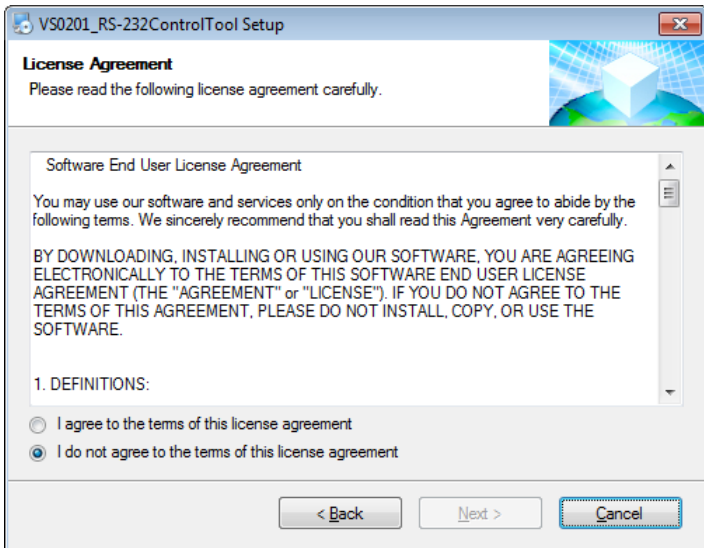 VS0201_RS-232ControlTool Setup
License Agreement
Please read the following license agreement carefully.
Software End User License Agreement
You may use our software and services only on the condition that you agree to abide by the
following terms. We sincerely recommend that you shall read this Agreement very carefully.
BY DOWNLOADING, INSTALLING OR USING OUR SOFTWARE, YOU ARE AGREEING
ELECTRONICALLY TO THE TERMS OF THIS SOFTWARE END USER LICENSE
AGREEMENT (THE "AGREEMENT" or "LICENSE"). IF YOU DO NOT AGREE TO THE
TERMS OF THIS AGREEMENT, PLEASE DO NOT INSTALL, COPY, OR USE THE
SOFTWARE.
1. DEFINITIONS:
I agree to the terms of this license agreement
I do not agree to the terms of this license agreement
< Back Next > Cancel